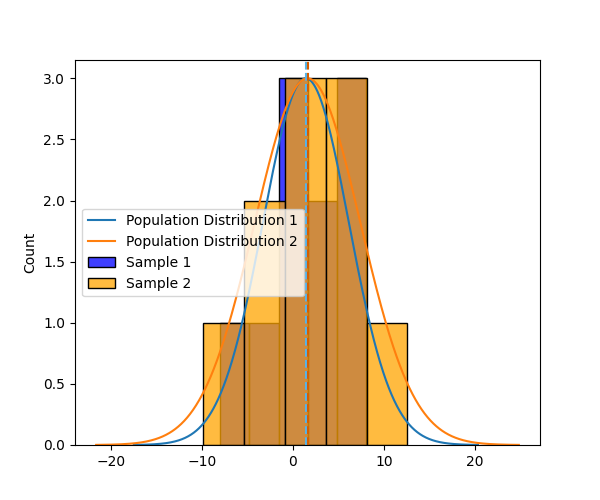 3.0
2.5
2.0
1.5
1.0
0.5
0.0
Count
Population Distribution 1
Population Distribution 2
Sample 1
Sample 2
−20
−10
0
10
20